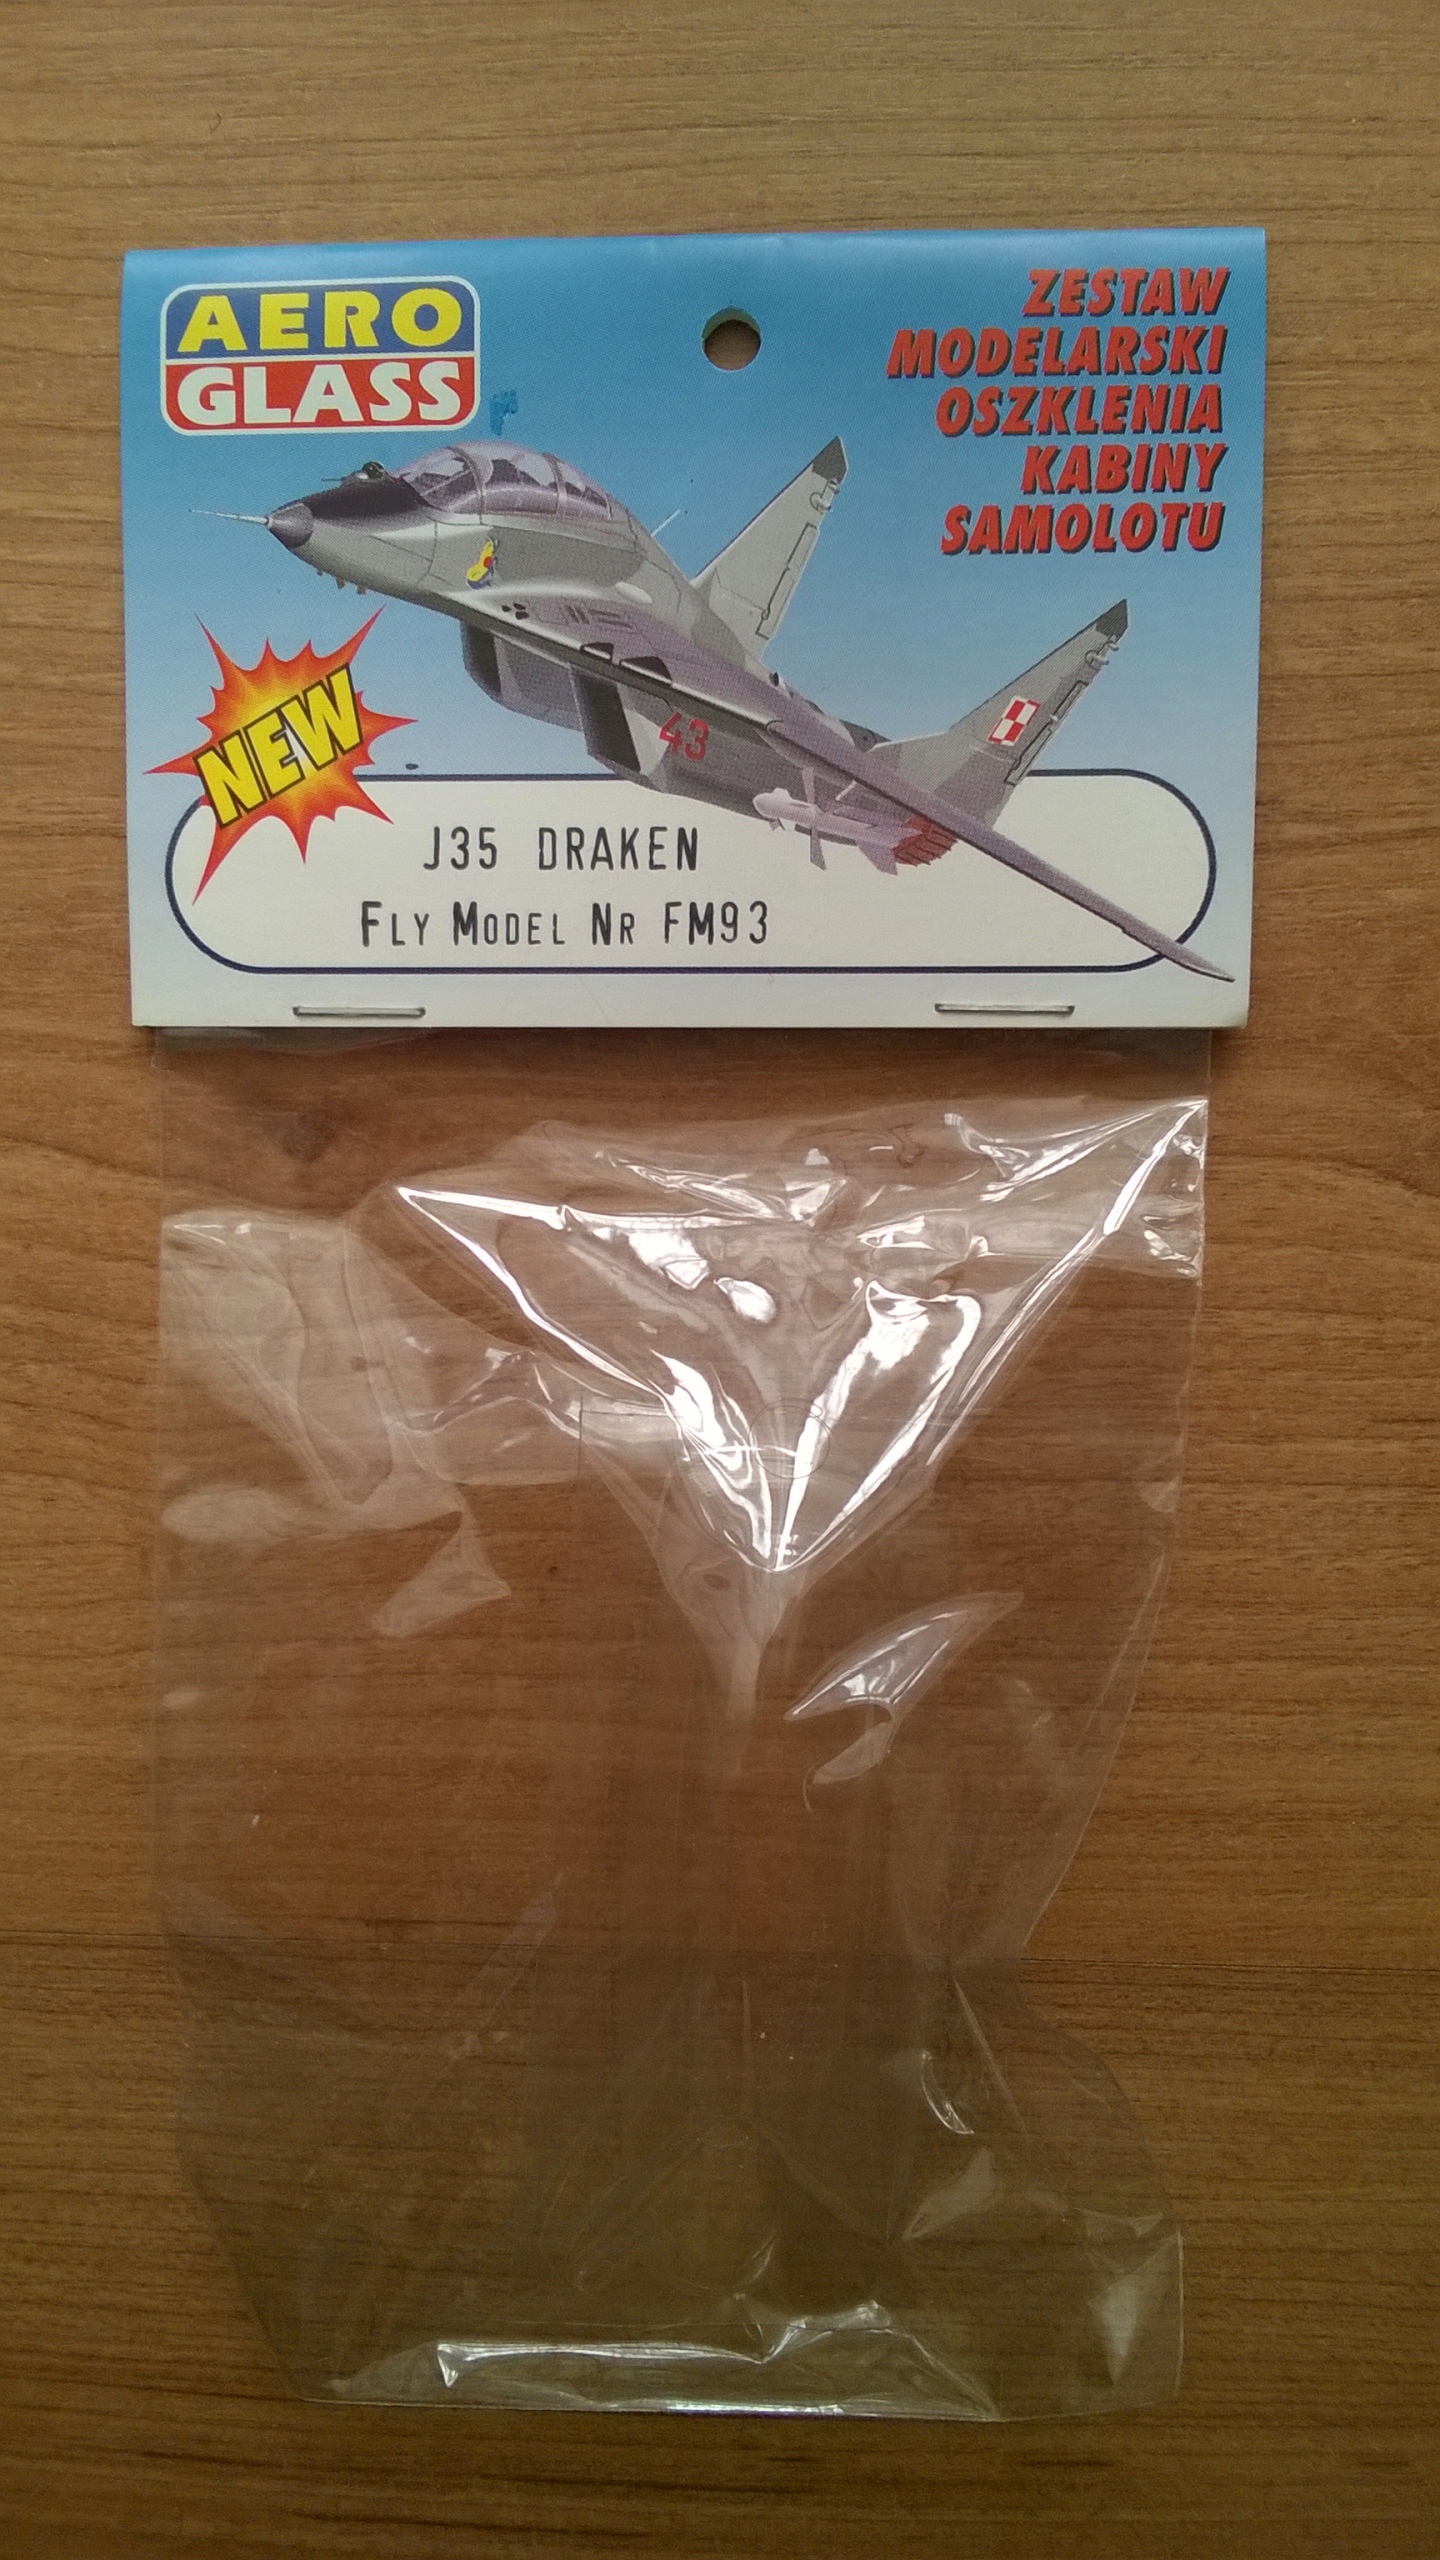 AERO
GLASS
ZESTAW
MODELARSKI
OSZKLENIA
KABINY
SAMOLOTU
43
NEW
J35 DRAKEN
FLY MODEL NR FM93